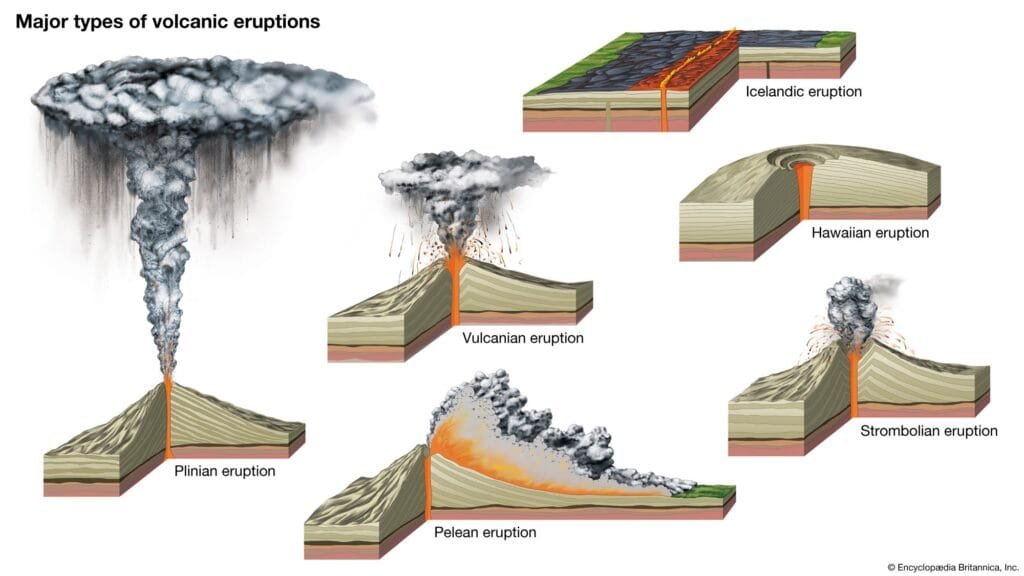 Major types of volcanic eruptions
Icelandic eruption
Hawaiian eruption
Vulcanian eruption
Strombolian eruption
Plinian eruption
Pelean eruption
© Encyclopædia Britannica, Inc.